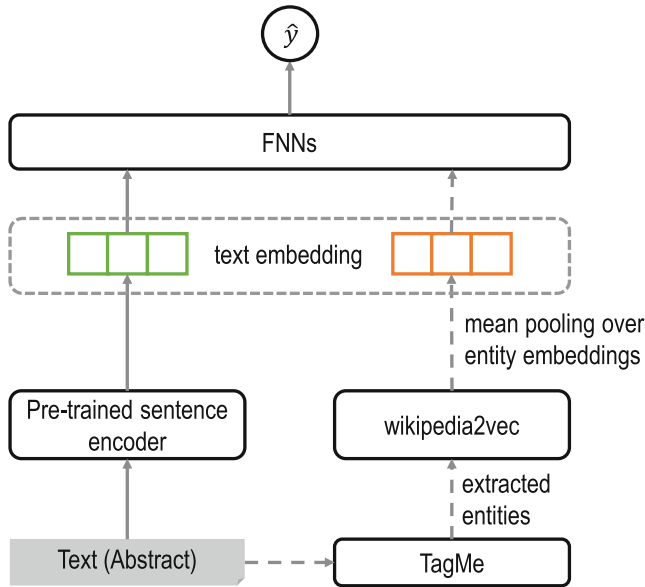 ŷ
FNNs
text embedding
mean pooling over
entity embeddings
Pre-trained sentence
encoder
wikipedia2vec
extracted
entities
Text (Abstract)
TagMe